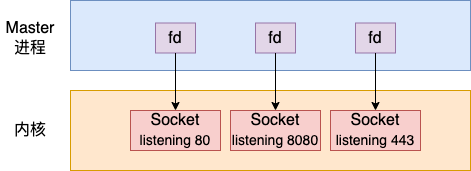 Master
进程
fd
fd
fd
内核
Socket
listening 80
Socket
listening 8080
Socket
listening 443